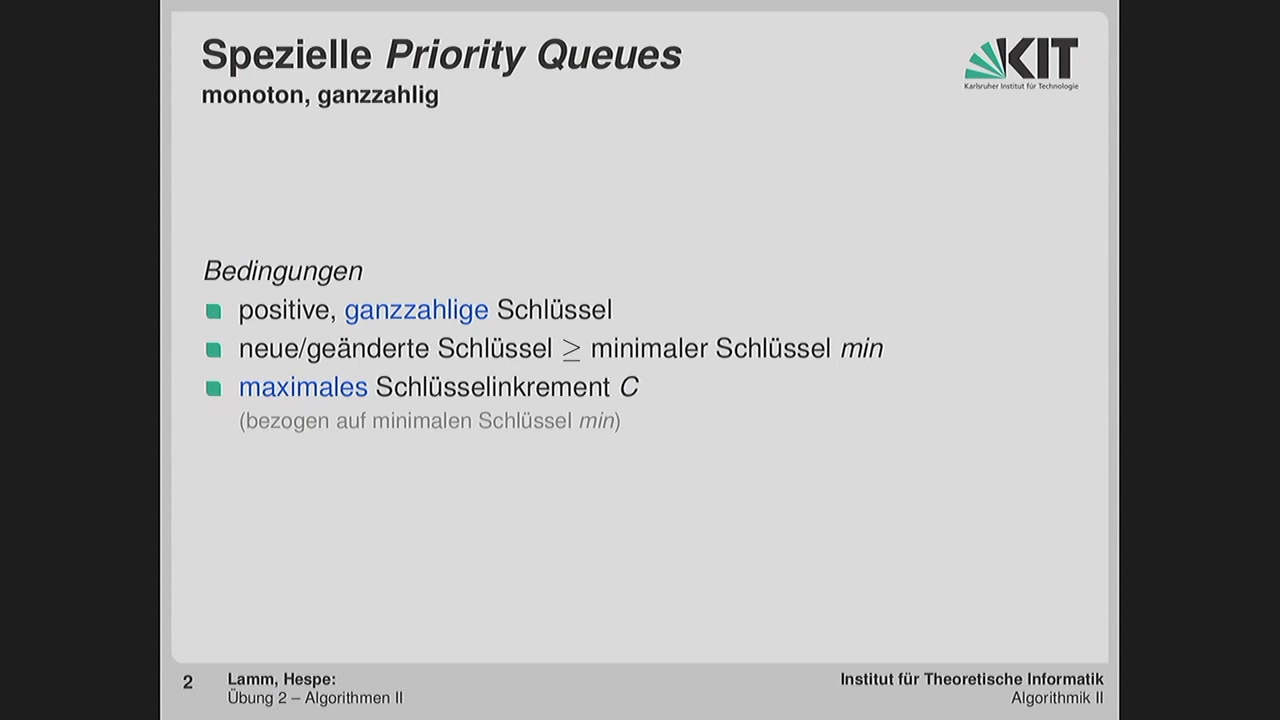 Spezielle Priority Queues
monoton, ganzzahlig
KIT
Karlsruher Institut für Technologie
Bedingungen
positive, ganzzahlige Schlüssel
neue/geänderte Schlüssel ≥ minimaler Schlüssel min
maximales Schlüsselinkrement C
(bezogen auf minimalen Schlüssel min)
2
Lamm, Hespe:
Übung 2 – Algorithmen II
Institut für Theoretische Informatik
Algorithmik II